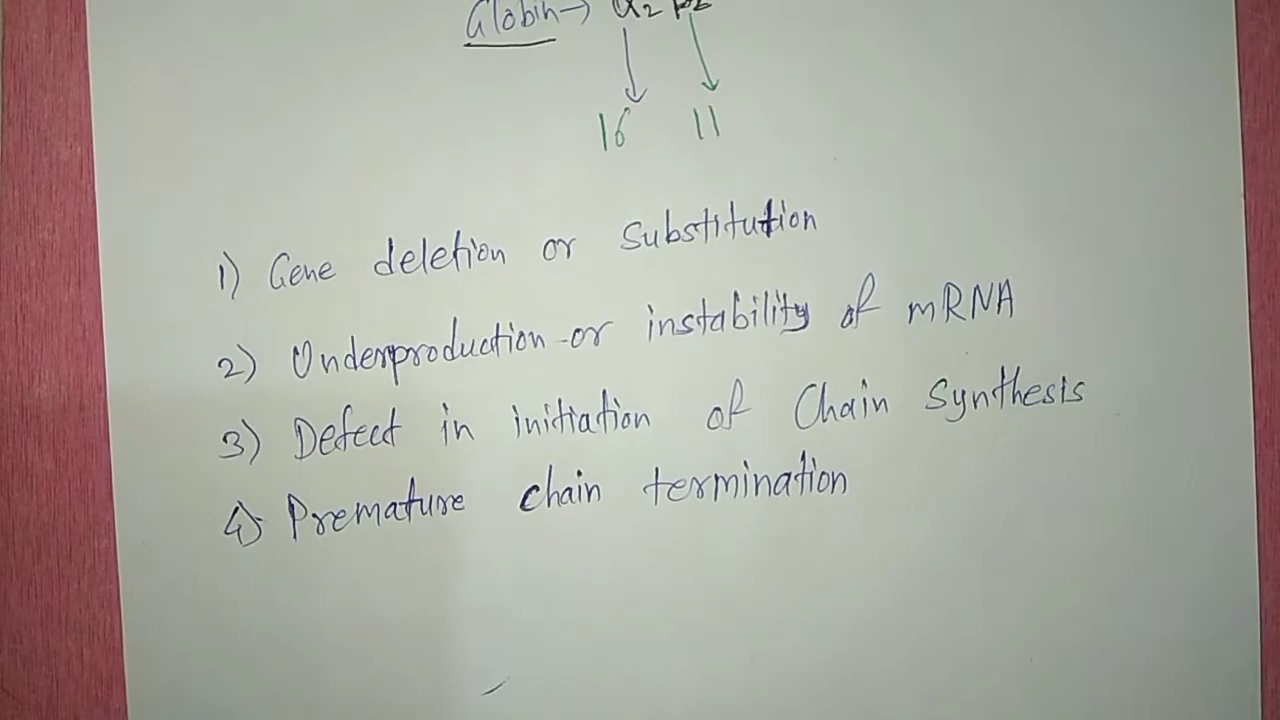 Globin → α2 β2
16 11
1) Gene deletion or substitution
2) Underproduction or instability of mRNA
3) Defect in initiation of Chain Synthesis
4) Premature chain termination